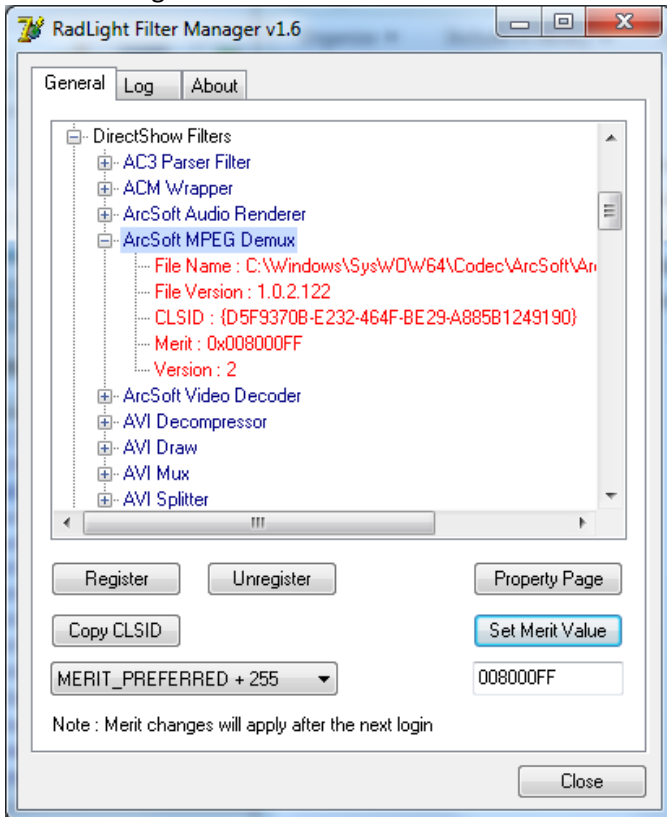 RadLight Filter Manager v1.6
General Log About
DirectShow Filters
AC3 Parser Filter
ACM Wrapper
ArcSoft Audio Renderer
ArcSoft MPEG Demux
File Name : C:\Windows\SysWOW64\Codec\ArcSoft\Ar
File Version : 1.0.2.122
CLSID : {D5F9370B-E232-464F-BE29-A885B1249190}
Merit : 0x008000FF
Version : 2
ArcSoft Video Decoder
AVI Decompressor
AVI Draw
AVI Mux
AVI Splitter
Register Unregister Property Page
Copy CLSID Set Merit Value
MERIT_PREFERRED + 255 008000FF
Note : Merit changes will apply after the next login
Close